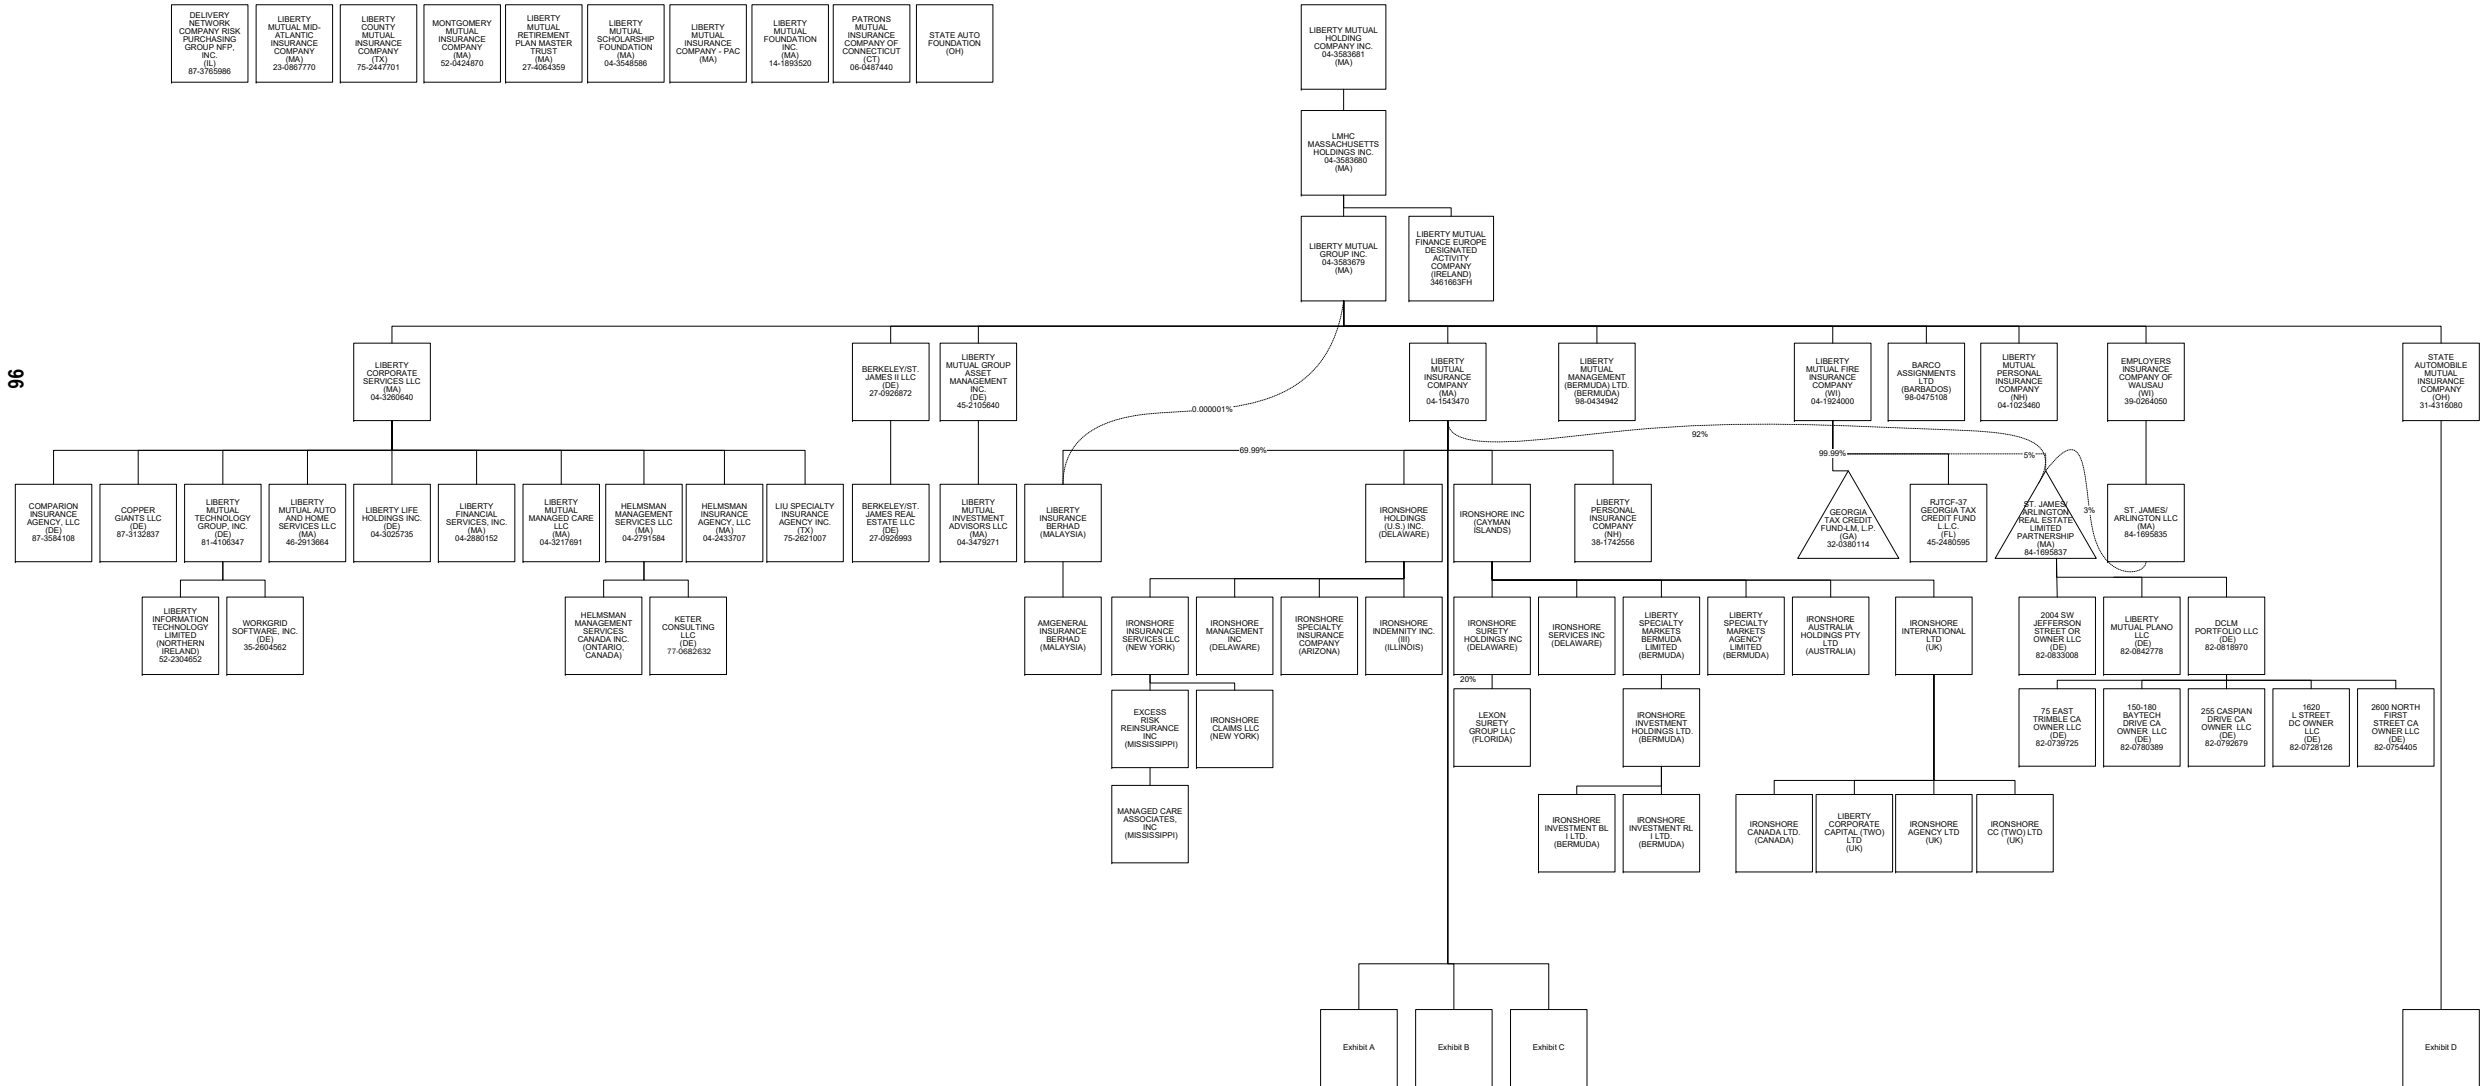 DELIVERY
NETWORK
COMPANY RISK
PURCHASING
GROUP NFP,
INC.
(IL)
87-3765986
LIBERTY
MUTUAL MID-
ATLANTIC
INSURANCE
COMPANY
(MA)
23-0867770
LIBERTY
COUNTY
MUTUAL
INSURANCE
COMPANY
(TX)
75-2447701
MONTGOMERY
MUTUAL
INSURANCE
COMPANY
(MA)
52-0424870
LIBERTY
MUTUAL
RETIREMENT
PLAN MASTER
TRUST
(MA)
27-4064359
LIBERTY
MUTUAL
SCHOLARSHIP
FOUNDATION
(MA)
04-3548586
LIBERTY
MUTUAL
INSURANCE
COMPANY - PAC
(MA)
LIBERTY
MUTUAL
FOUNDATION
INC.
(MA)
14-1893520
PATRONS
MUTUAL
INSURANCE
COMPANY OF
CONNECTICUT
(CT)
06-0487440
STATE AUTO
FOUNDATION
(OH)
LIBERTY MUTUAL
HOLDING
COMPANY INC.
04-3583681
(MA)
LMHC
MASSACHUSETTS
HOLDINGS INC.
04-3583680
(MA)
LIBERTY MUTUAL
GROUP INC.
04-3583679
(MA)
LIBERTY MUTUAL
FINANCE EUROPE
DESIGNATED
ACTIVITY
COMPANY
(IRELAND)
3461663FH
96
LIBERTY
CORPORATE
SERVICES LLC
(MA)
04-3260640
BERKELEY/ST.
JAMES II LLC
(DE)
27-0926872
LIBERTY
MUTUAL GROUP
ASSET
MANAGEMENT
INC.
(DE)
45-2105640
LIBERTY
MUTUAL
INSURANCE
COMPANY
(MA)
04-1543470
LIBERTY
MUTUAL
MANAGEMENT
(BERMUDA) LTD.
(BERMUDA)
98-0434942
LIBERTY
MUTUAL FIRE
INSURANCE
COMPANY
(WI)
04-1924000
BARCO
ASSIGNMENTS
LTD
(BARBADOS)
98-0475108
LIBERTY
MUTUAL
PERSONAL
INSURANCE
COMPANY
(NH)
04-1023460
EMPLOYERS
INSURANCE
COMPANY OF
WAUSAU
(WI)
39-0264050
STATE
AUTOMOBILE
MUTUAL
INSURANCE
COMPANY
(OH)
31-4316080
0.000001%
69.99%
92%
99.99%
5%
3%
COMPARION
INSURANCE
AGENCY, LLC
(DE)
87-3584108
COPPER
GIANTS LLC
(DE)
87-3132837
LIBERTY
MUTUAL
TECHNOLOGY
GROUP, INC.
(DE)
81-4106347
LIBERTY
MUTUAL AUTO
AND HOME
SERVICES LLC
(MA)
46-2913664
LIBERTY LIFE
HOLDINGS INC.
(DE)
04-3025735
LIBERTY
FINANCIAL
SERVICES, INC.
(MA)
04-2880152
LIBERTY
MUTUAL
MANAGED CARE
LLC
(MA)
04-3217691
HELMSMAN
MANAGEMENT
SERVICES LLC
(MA)
04-2791584
HELMSMAN
INSURANCE
AGENCY, LLC
(MA)
04-2433707
LIU SPECIALTY
INSURANCE
AGENCY INC.
(TX)
75-2621007
BERKELEY/ST.
JAMES REAL
ESTATE LLC
(DE)
27-0926993
LIBERTY
MUTUAL
INVESTMENT
ADVISORS LLC
(MA)
04-3479271
LIBERTY
INSURANCE
BERHAD
(MALAYSIA)
IRONSHORE
HOLDINGS
(U.S.) INC.
(DELAWARE)
IRONSHORE INC
(CAYMAN
ISLANDS)
LIBERTY
PERSONAL
INSURANCE
COMPANY
(NH)
38-1742556
GEORGIA
TAX CREDIT
FUND-LM, L.P.
(GA)
32-0380114
RJTCF-37
GEORGIA TAX
CREDIT FUND
L.L.C.
(FL)
45-2480595
ST. JAMES/
ARLINGTON
REAL ESTATE
LIMITED
PARTNERSHIP
(MA)
84-1695837
ST. JAMES/
ARLINGTON LLC
(MA)
84-1695835
LIBERTY
INFORMATION
TECHNOLOGY
LIMITED
(NORTHERN
IRELAND)
52-2304652
WORKGRID
SOFTWARE, INC.
(DE)
35-2604562
HELMSMAN
MANAGEMENT
SERVICES
CANADA INC.
(ONTARIO,
CANADA)
KETER
CONSULTING
LLC
(DE)
77-0682632
AMGENERAL
INSURANCE
BERHAD
(MALAYSIA)
IRONSHORE
INSURANCE
SERVICES LLC
(NEW YORK)
IRONSHORE
MANAGEMENT
INC
(DELAWARE)
IRONSHORE
SPECIALTY
INSURANCE
COMPANY
(ARIZONA)
IRONSHORE
INDEMNITY INC.
(ILLINOIS)
IRONSHORE
SURETY
HOLDINGS INC
(DELAWARE)
IRONSHORE
SERVICES INC
(DELAWARE)
LIBERTY
SPECIALTY
MARKETS
BERMUDA
LIMITED
(BERMUDA)
LIBERTY
SPECIALTY
MARKETS
AGENCY
LIMITED
(BERMUDA)
IRONSHORE
AUSTRALIA
HOLDINGS PTY
LTD
(AUSTRALIA)
IRONSHORE
INTERNATIONAL
LTD
(UK)
2004 SW
JEFFERSON
STREET OR
OWNER LLC
(DE)
82-0833008
LIBERTY
MUTUAL PLANO
LLC
(DE)
82-0842778
DCLM
PORTFOLIO LLC
(DE)
82-0818970
20%
EXCESS
RISK
REINSURANCE
INC
(MISSISSIPPI)
IRONSHORE
CLAIMS LLC
(NEW YORK)
LEXON
SURETY
GROUP LLC
(FLORIDA)
IRONSHORE
INVESTMENT
HOLDINGS LTD.
(BERMUDA)
75 EAST
TRIMBLE CA
OWNER LLC
(DE)
82-0739725
150-180
BAYTECH
DRIVE CA
OWNER LLC
(DE)
82-0780389
255 CASPIAN
DRIVE CA
OWNER LLC
(DE)
82-0792679
1620
L STREET
DC OWNER
LLC
(DE)
82-0728126
2600 NORTH
FIRST
STREET CA
OWNER LLC
(DE)
82-0754405
MANAGED CARE
ASSOCIATES,
INC
(MISSISSIPPI)
IRONSHORE
INVESTMENT BL
I LTD.
(BERMUDA)
IRONSHORE
INVESTMENT RL
I LTD.
(BERMUDA)
IRONSHORE
CANADA LTD.
(CANADA)
LIBERTY
CORPORATE
CAPITAL (TWO)
LTD
(UK)
IRONSHORE
AGENCY LTD
(UK)
IRONSHORE
CC (TWO) LTD
(UK)
Exhibit A
Exhibit B
Exhibit C
Exhibit D